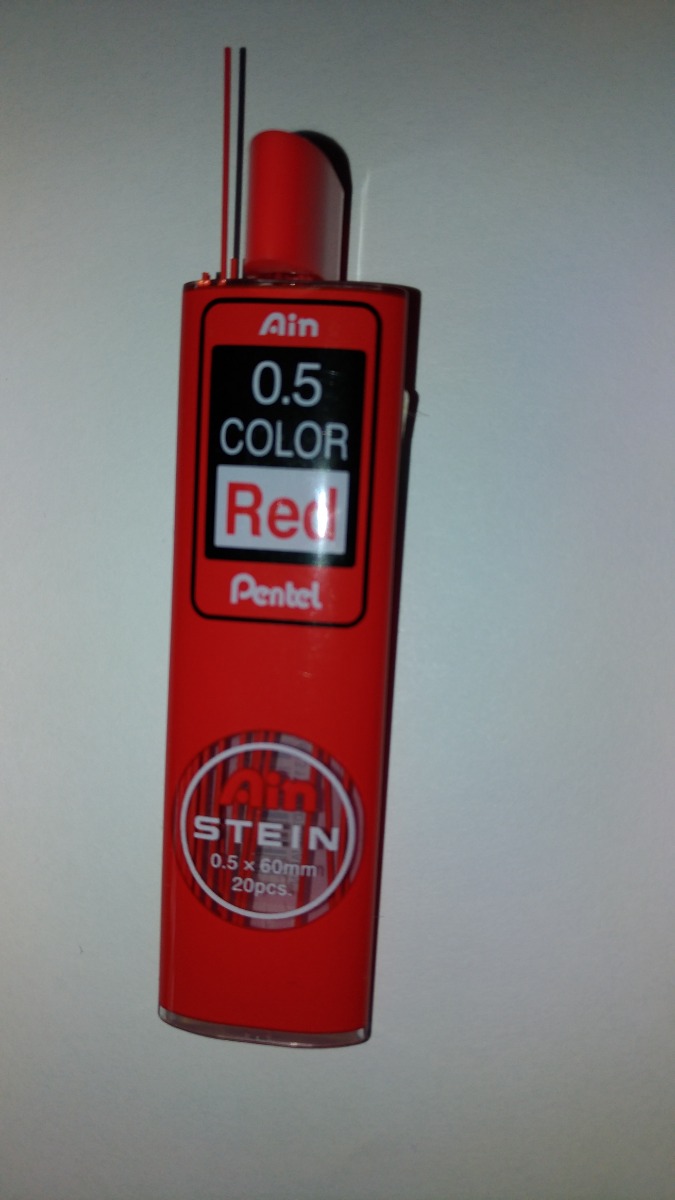 Ain
0.5
COLOR
Red
Pentel
Ain
STEIN
0.5 × 60mm
20pcs.